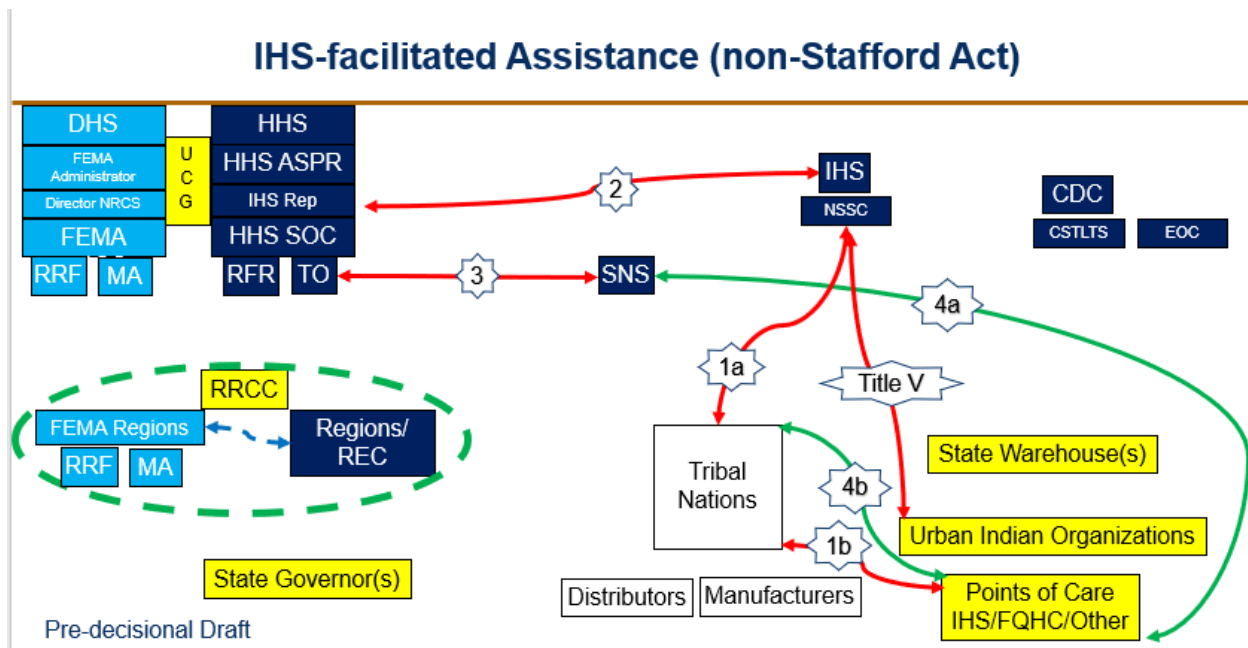 IHS-facilitated Assistance (non-Stafford Act)
DHS
FEMA
Administrator
Director NRCS
FEMA
RRF
MA
U
C
G
HHS
HHS ASPR
IHS Rep
HHS SOC
RFR
TO
2
3
IHS
NSSC
SNS
CDC
CSTLTS
EOC
4a
1a
Title V
RRCC
FEMA Regions
RRF
MA
Regions/
REC
Tribal
Nations
4b
1b
State Warehouse(s)
Urban Indian Organizations
State Governor(s)
Distributors
Manufacturers
Points of Care
IHS/FQHC/Other
Pre-decisional Draft